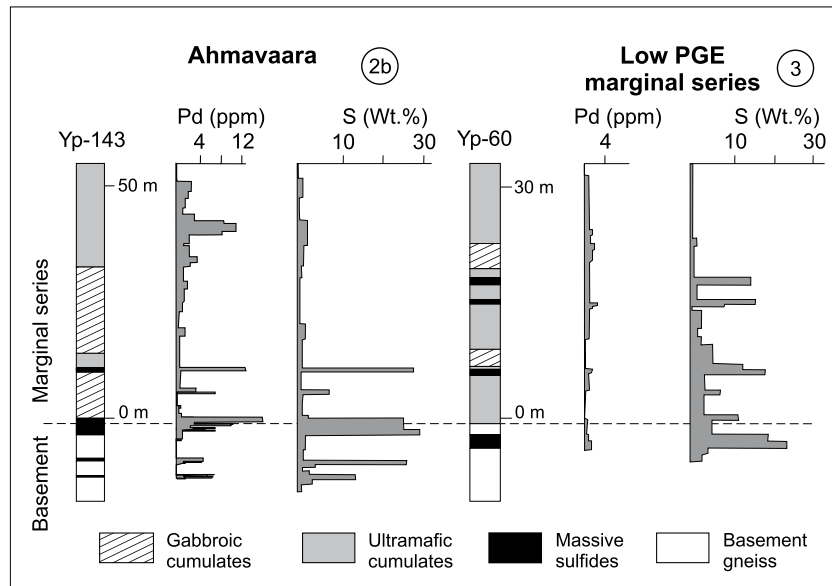 Ahmavaara
2b
Low PGE
marginal series
3
Yp-143
Pd (ppm)
4 12
S (Wt.%)
10 30
Yp-60
Pd (ppm)
4
S (Wt.%)
10 30
50 m
30 m
0 m
0 m
Marginal series
Basement
Gabbroic
cumulates
Ultramafic
cumulates
Massive
sulfides
Basement
gneiss